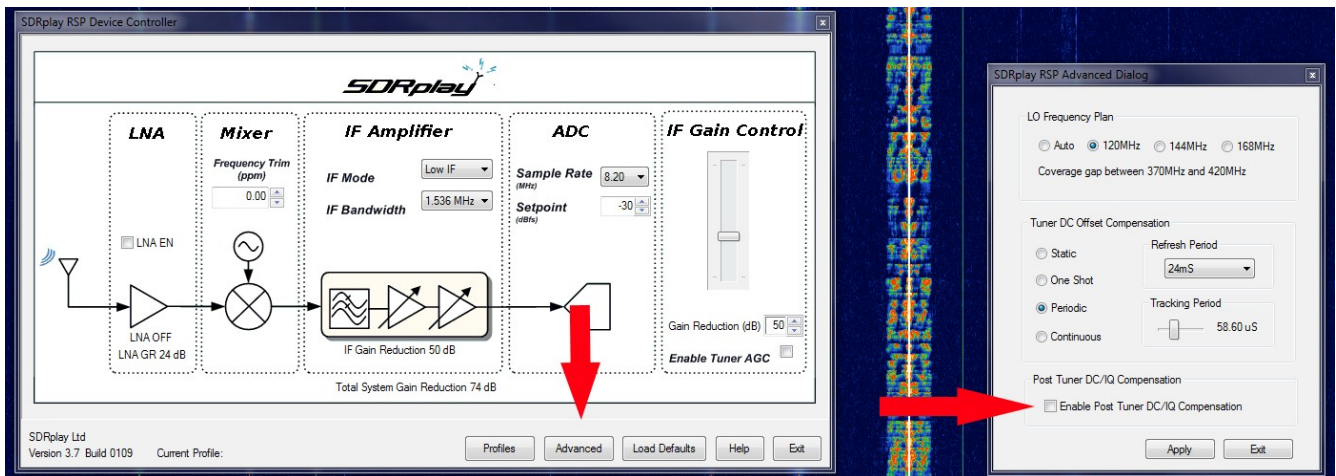 SDRplay RSP Device Controller
SDRplay
LNA
Mixer
IF Amplifier
ADC
IF Gain Control
Frequency Trim
(ppm)
0.00
IF Mode
Low IF
IF Bandwidth
1.536 MHz
Sample Rate
(MHz)
8.20
Setpoint
(dBfs)
-30
LNA EN
LNA OFF
LNA GR 24 dB
IF Gain Reduction 50 dB
Gain Reduction (dB) 50
Enable Tuner AGC
Total System Gain Reduction 74 dB
SDRplay Ltd
Version 3.7 Build 0109 Current Profile:
Profiles Advanced Load Defaults Help Exit
SDRplay RSP Advanced Dialog
LO Frequency Plan
Auto 120MHz 144MHz 168MHz
Coverage gap between 370MHz and 420MHz
Tuner DC Offset Compensation
Static
One Shot
Periodic
Continuous
Refresh Period
24mS
Tracking Period
58.60 uS
Post Tuner DC/IQ Compensation
Enable Post Tuner DC/IQ Compensation
Apply Exit